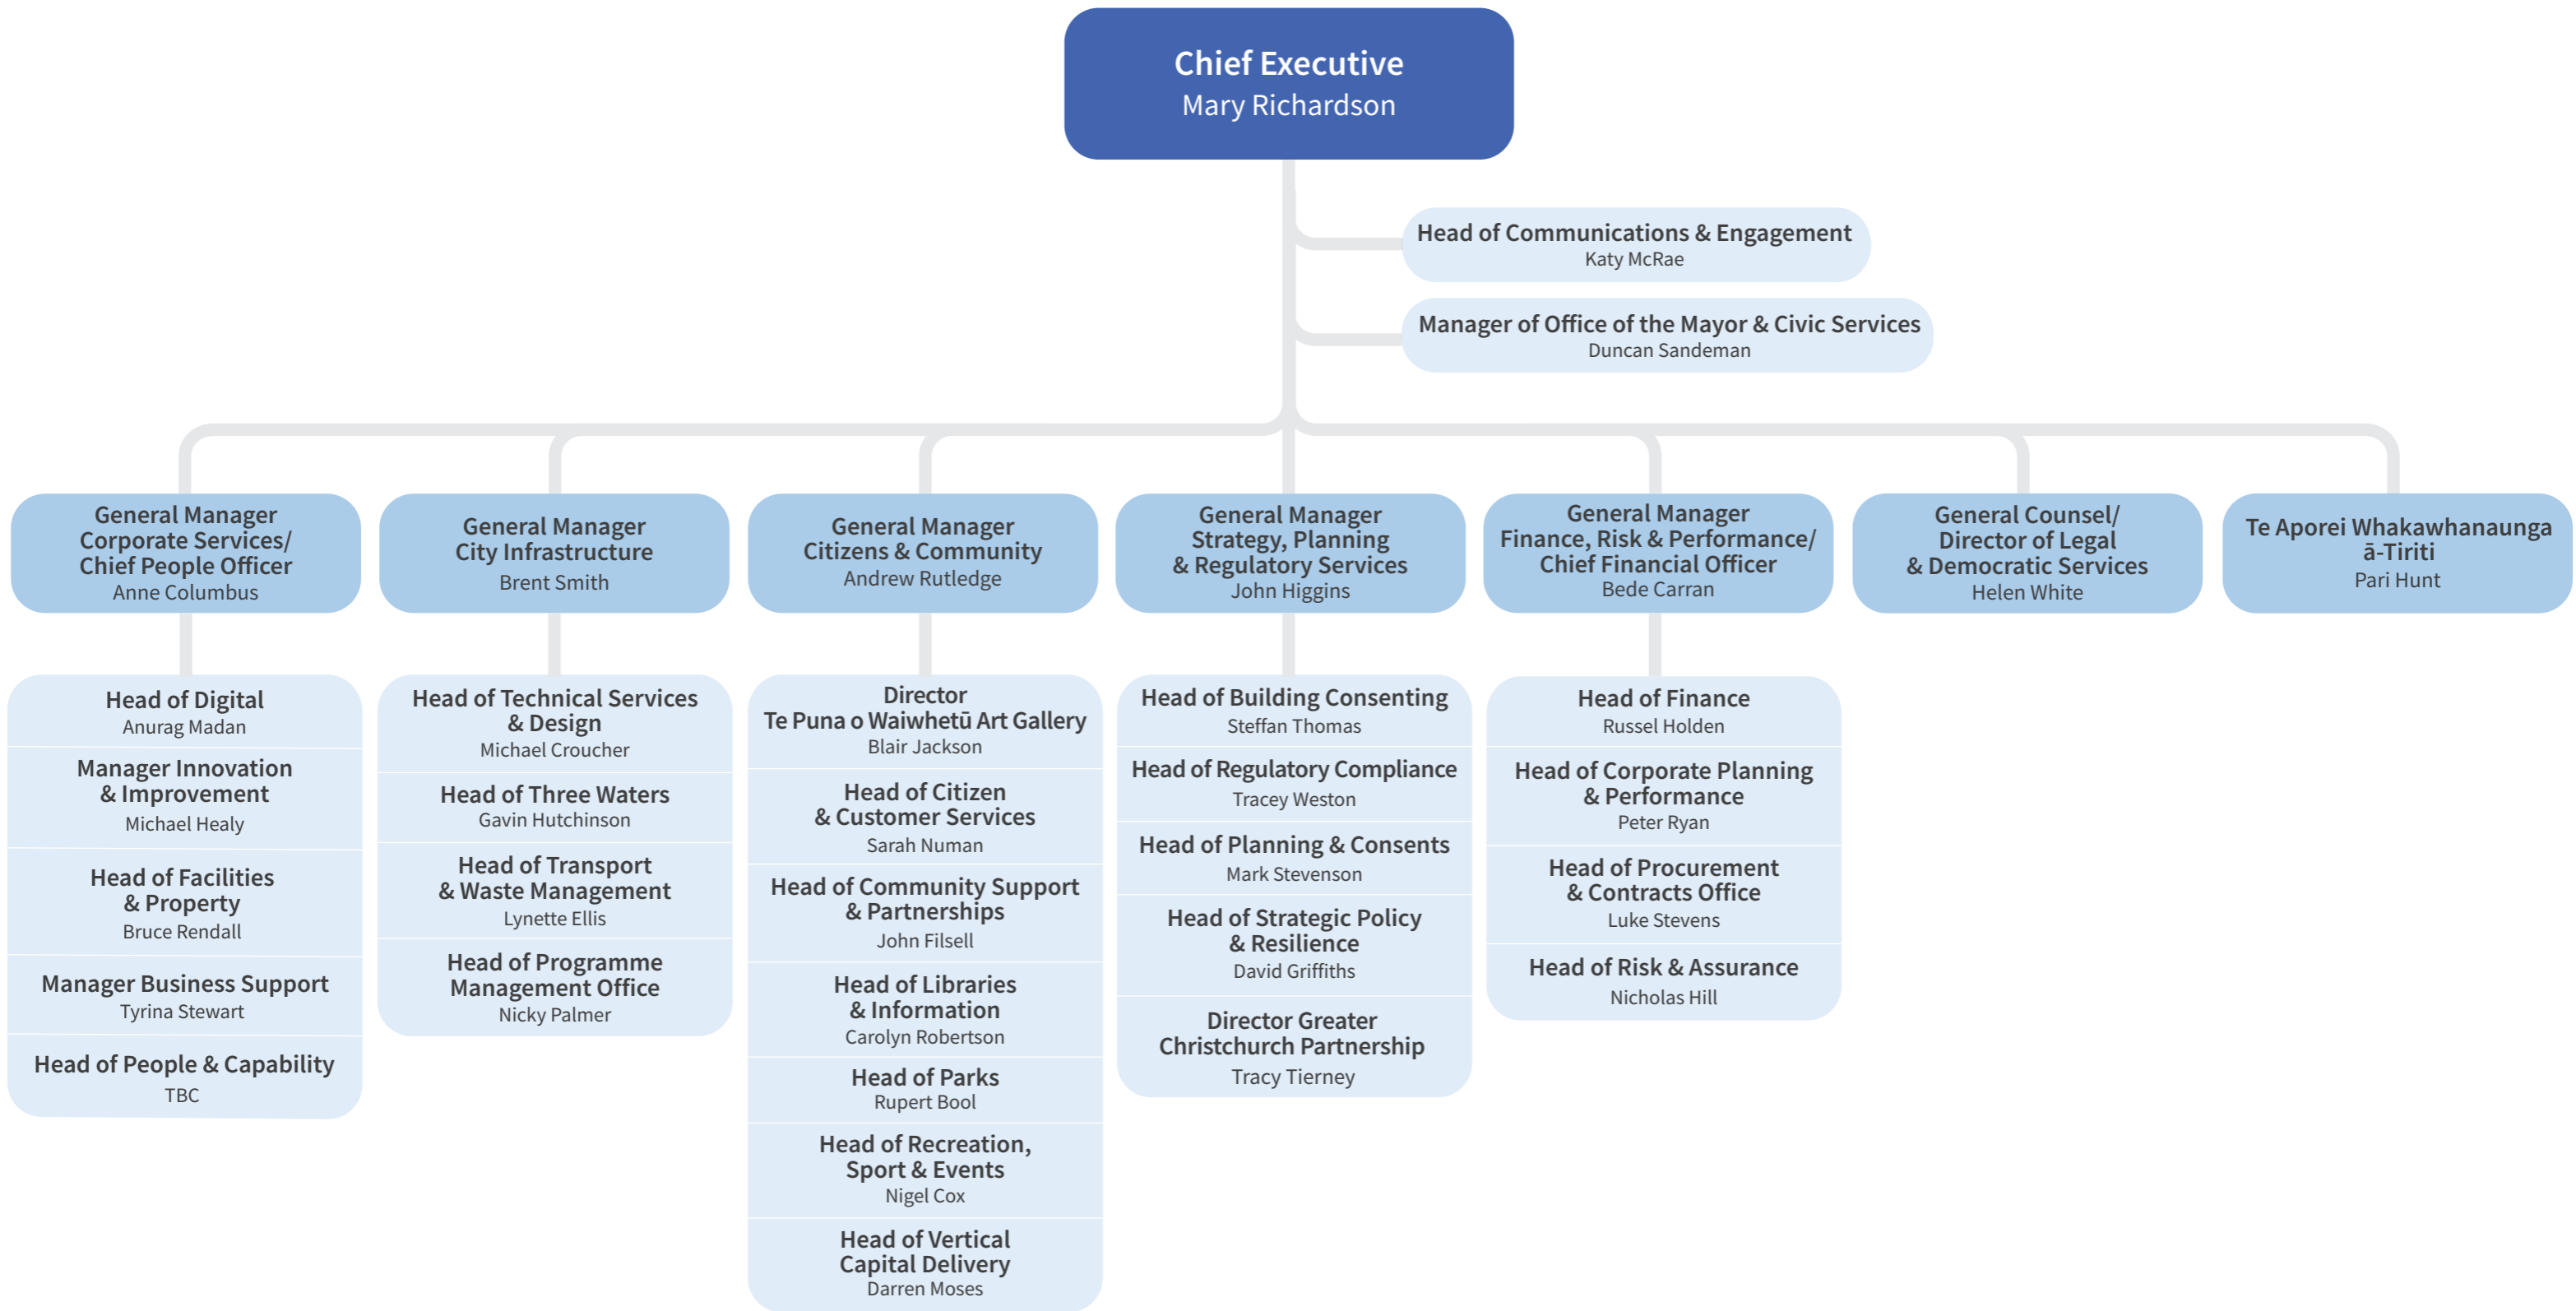 Chief Executive
Mary Richardson
Head of Communications & Engagement
Katy McRae
Manager of Office of the Mayor & Civic Services
Duncan Sandeman
General Manager
Corporate Services/
Chief People Officer
Anne Columbus
General Manager
City Infrastructure
Brent Smith
General Manager
Citizens & Community
Andrew Rutledge
General Manager
Strategy, Planning
& Regulatory Services
John Higgins
General Manager
Finance, Risk & Performance/
Chief Financial Officer
Bede Carran
General Counsel/
Director of Legal
& Democratic Services
Helen White
Te Aporei Whakawhanaunga
ā-Tiriti
Pari Hunt
Head of Digital
Anurag Madan
Manager Innovation
& Improvement
Michael Healy
Head of Facilities
& Property
Bruce Rendall
Manager Business Support
Tyrina Stewart
Head of People & Capability
TBC
Head of Technical Services
& Design
Michael Croucher
Head of Three Waters
Gavin Hutchinson
Head of Transport
& Waste Management
Lynette Ellis
Head of Programme
Management Office
Nicky Palmer
Director
Te Puna o Waiwhetū Art Gallery
Blair Jackson
Head of Citizen
& Customer Services
Sarah Numan
Head of Community Support
& Partnerships
John Filsell
Head of Libraries
& Information
Carolyn Robertson
Head of Parks
Rupert Bool
Head of Recreation,
Sport & Events
Nigel Cox
Head of Vertical
Capital Delivery
Darren Moses
Head of Building Consenting
Steffan Thomas
Head of Regulatory Compliance
Tracey Weston
Head of Planning & Consents
Mark Stevenson
Head of Strategic Policy
& Resilience
David Griffiths
Director Greater
Christchurch Partnership
Tracy Tierney
Head of Finance
Russel Holden
Head of Corporate Planning
& Performance
Peter Ryan
Head of Procurement
& Contracts Office
Luke Stevens
Head of Risk & Assurance
Nicholas Hill